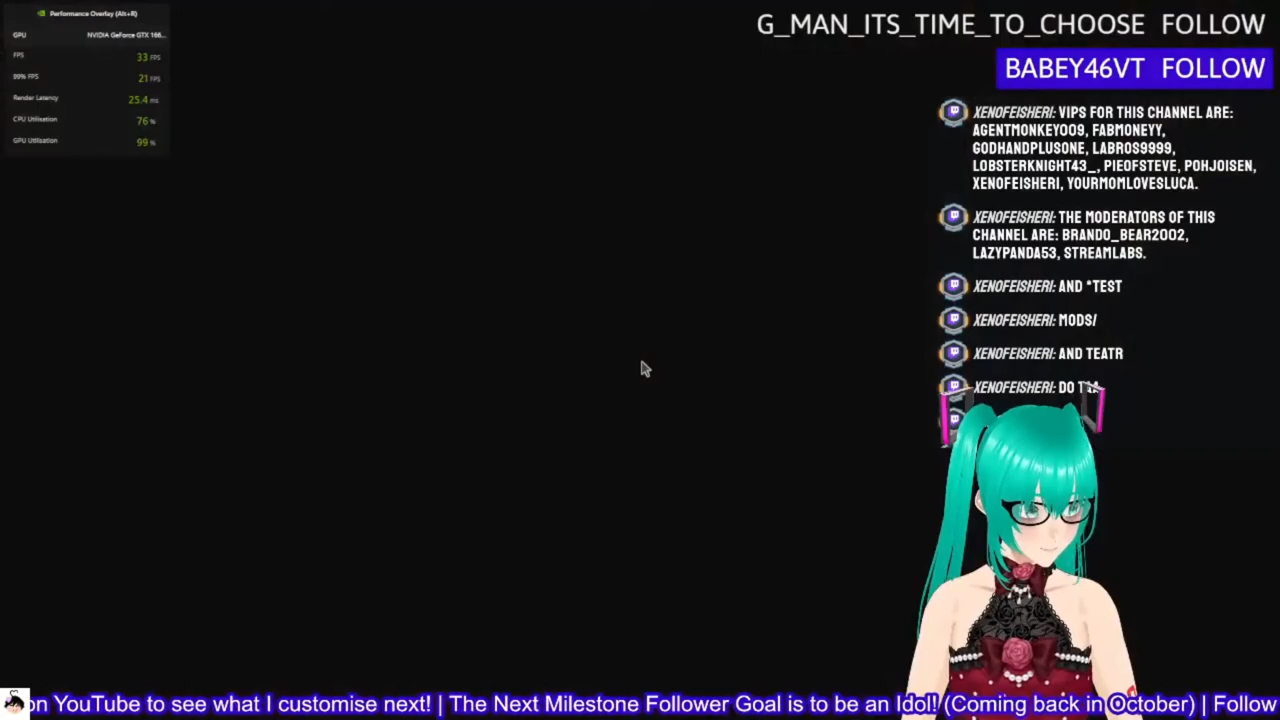 Performance Overlay (Alt+R)
GPU NVIDIA GeForce GTX 166...
FPS 33 FPS
99% FPS 21 FPS
Render Latency 25.4 ms
CPU Utilisation 76 %
GPU Utilisation 99 %
G_MAN_ITS_TIME_TO_CHOOSE FOLLOW
BABEY46VT FOLLOW
XENOFEISHERI: VIPS FOR THIS CHANNEL ARE:
AGENTMONKEY009, FABMONEYY,
GODHANDPLUSONE, LABROS9999,
LOBSTERKNIGHT43_, PIEOFSTEVE, POHJOISEN,
XENOFEISHERI, YOURMOMLOVESLUCA.
XENOFEISHERI: THE MODERATORS OF THIS
CHANNEL ARE: BRANDO_BEAR2002,
LAZYPANDA53, STREAMLABS.
XENOFEISHERI: AND *TEST
XENOFEISHERI: MODS/
XENOFEISHERI: AND TEATR
XENOFEISHERI: DO
on YouTube to see what I customise next! | The Next Milestone Follower Goal is to be an Idol! (Coming back in October) | Follow